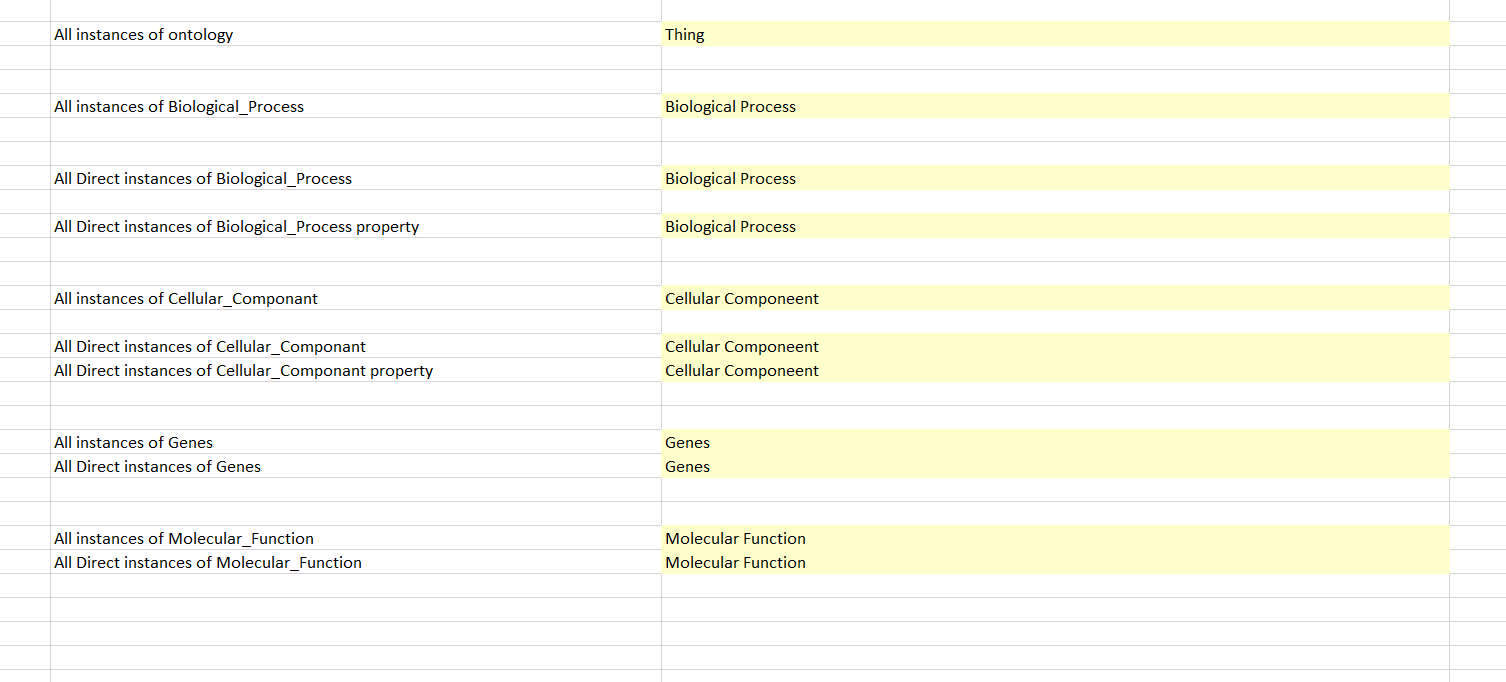 All instances of ontology Thing
All instances of Biological_Process Biological Process
All Direct instances of Biological_Process Biological Process
All Direct instances of Biological_Process property Biological Process
All instances of Cellular_Componant Cellular Componeent
All Direct instances of Cellular_Componant Cellular Componeent
All Direct instances of Cellular_Componant property Cellular Componeent
All instances of Genes Genes
All Direct instances of Genes Genes
All instances of Molecular_Function Molecular Function
All Direct instances of Molecular_Function Molecular Function